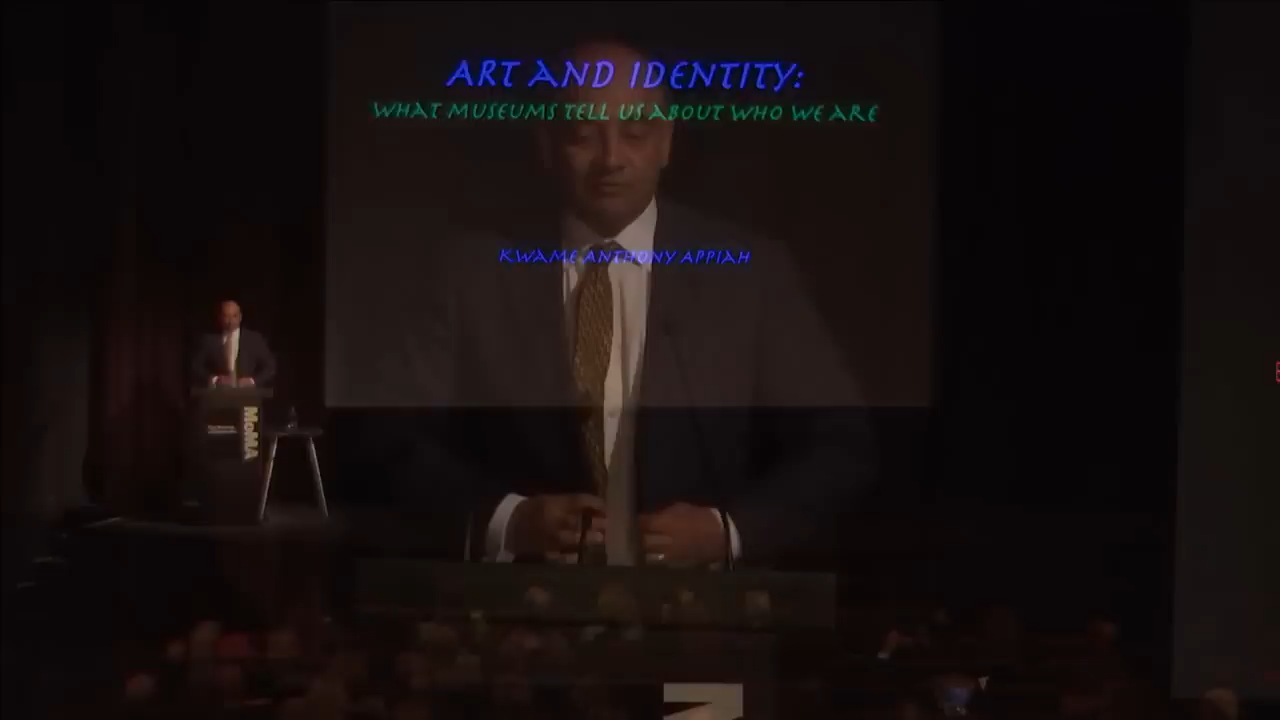 ART AND IDENTITY:
WHAT MUSEUMS TELL US ABOUT WHO WE ARE
KWAME ANTHONY APPIAH
MoMA